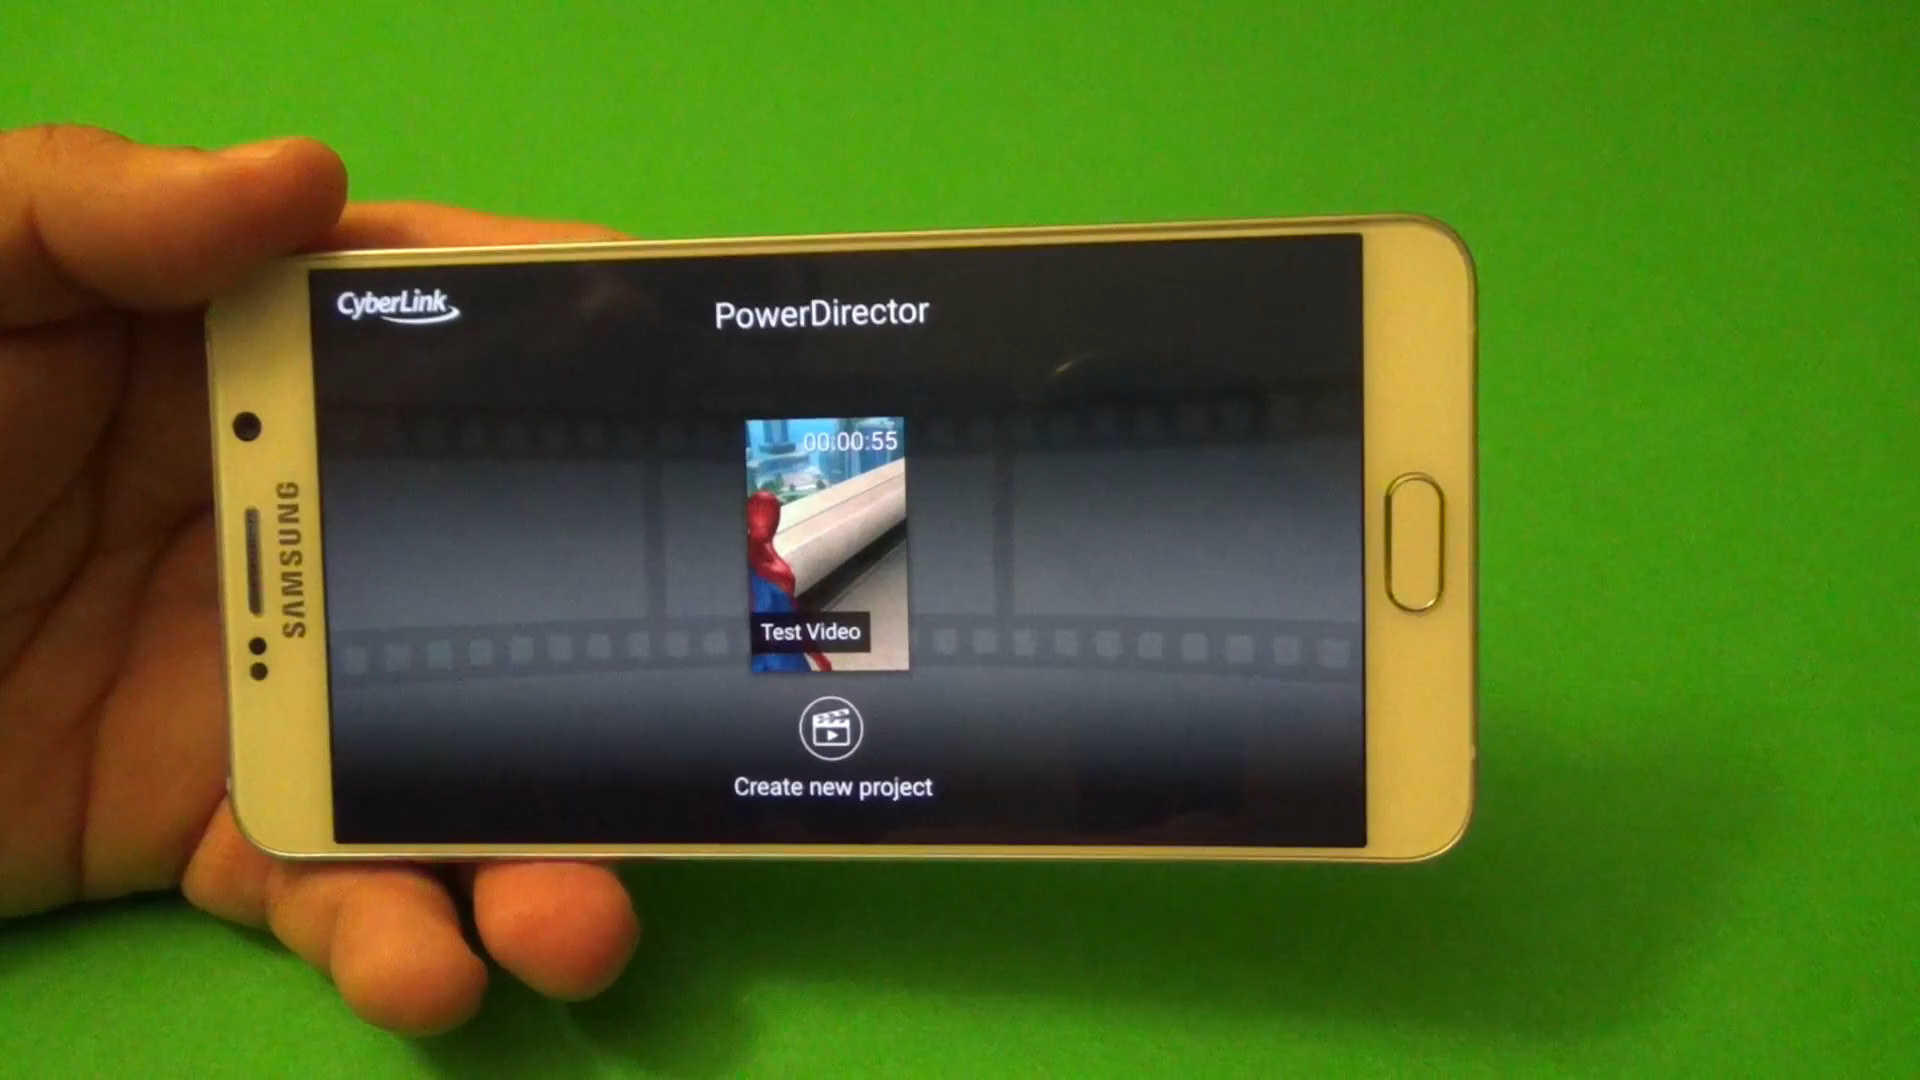 CyberLink
PowerDirector
00:00:55
Test Video
Create new project
SAMSUNG